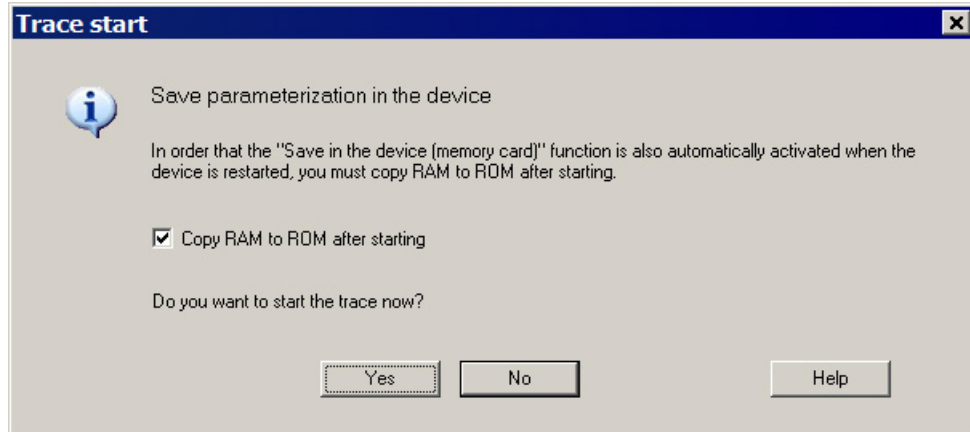 Trace start
Save parameterization in the device
In order that the "Save in the device (memory card)" function is also automatically activated when the
device is restarted, you must copy RAM to ROM after starting.
Copy RAM to ROM after starting
Do you want to start the trace now?
Yes No Help